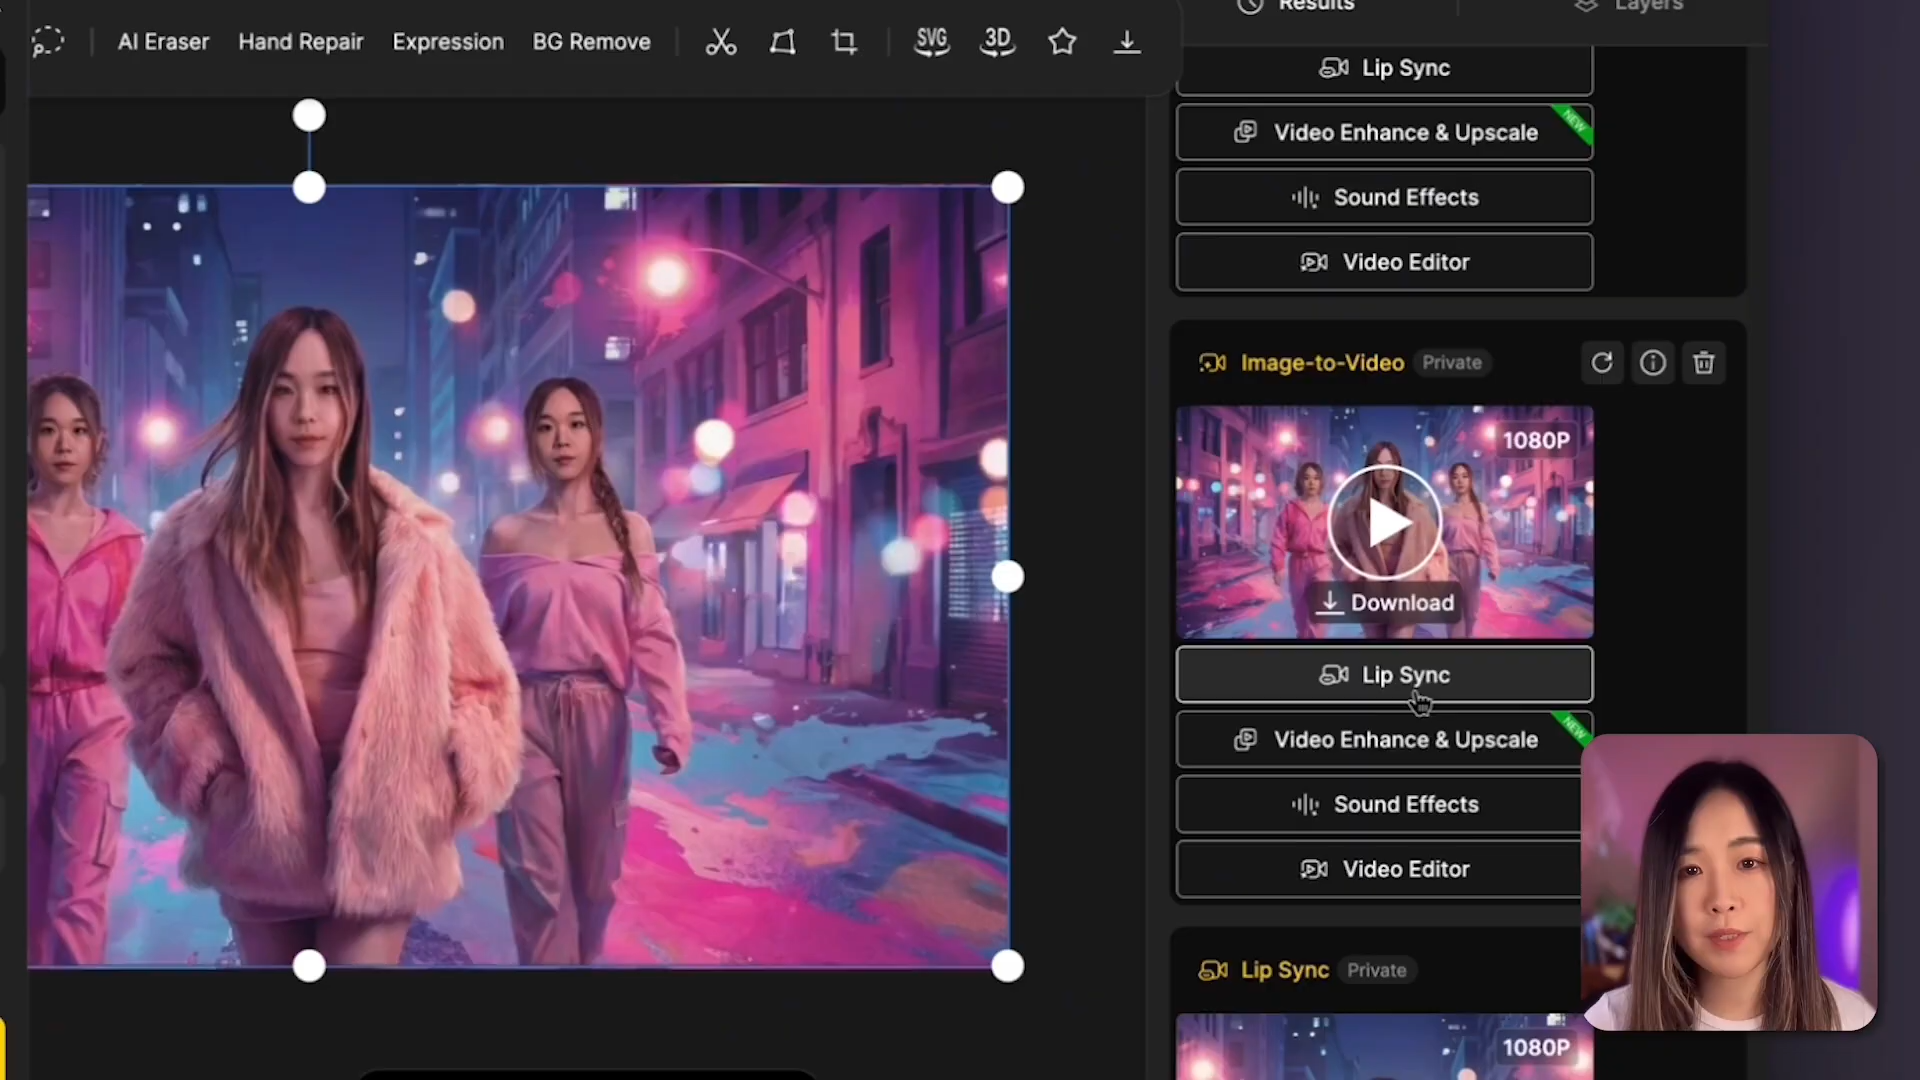 AI Eraser Hand Repair Expression BG Remove SVG 3D
Results Layers
Lip Sync
Video Enhance & Upscale NEW
Sound Effects
Video Editor
Image-to-Video Private
1080P
Download
Lip Sync
Video Enhance & Upscale NEW
Sound Effects
Video Editor
Lip Sync Private
1080P